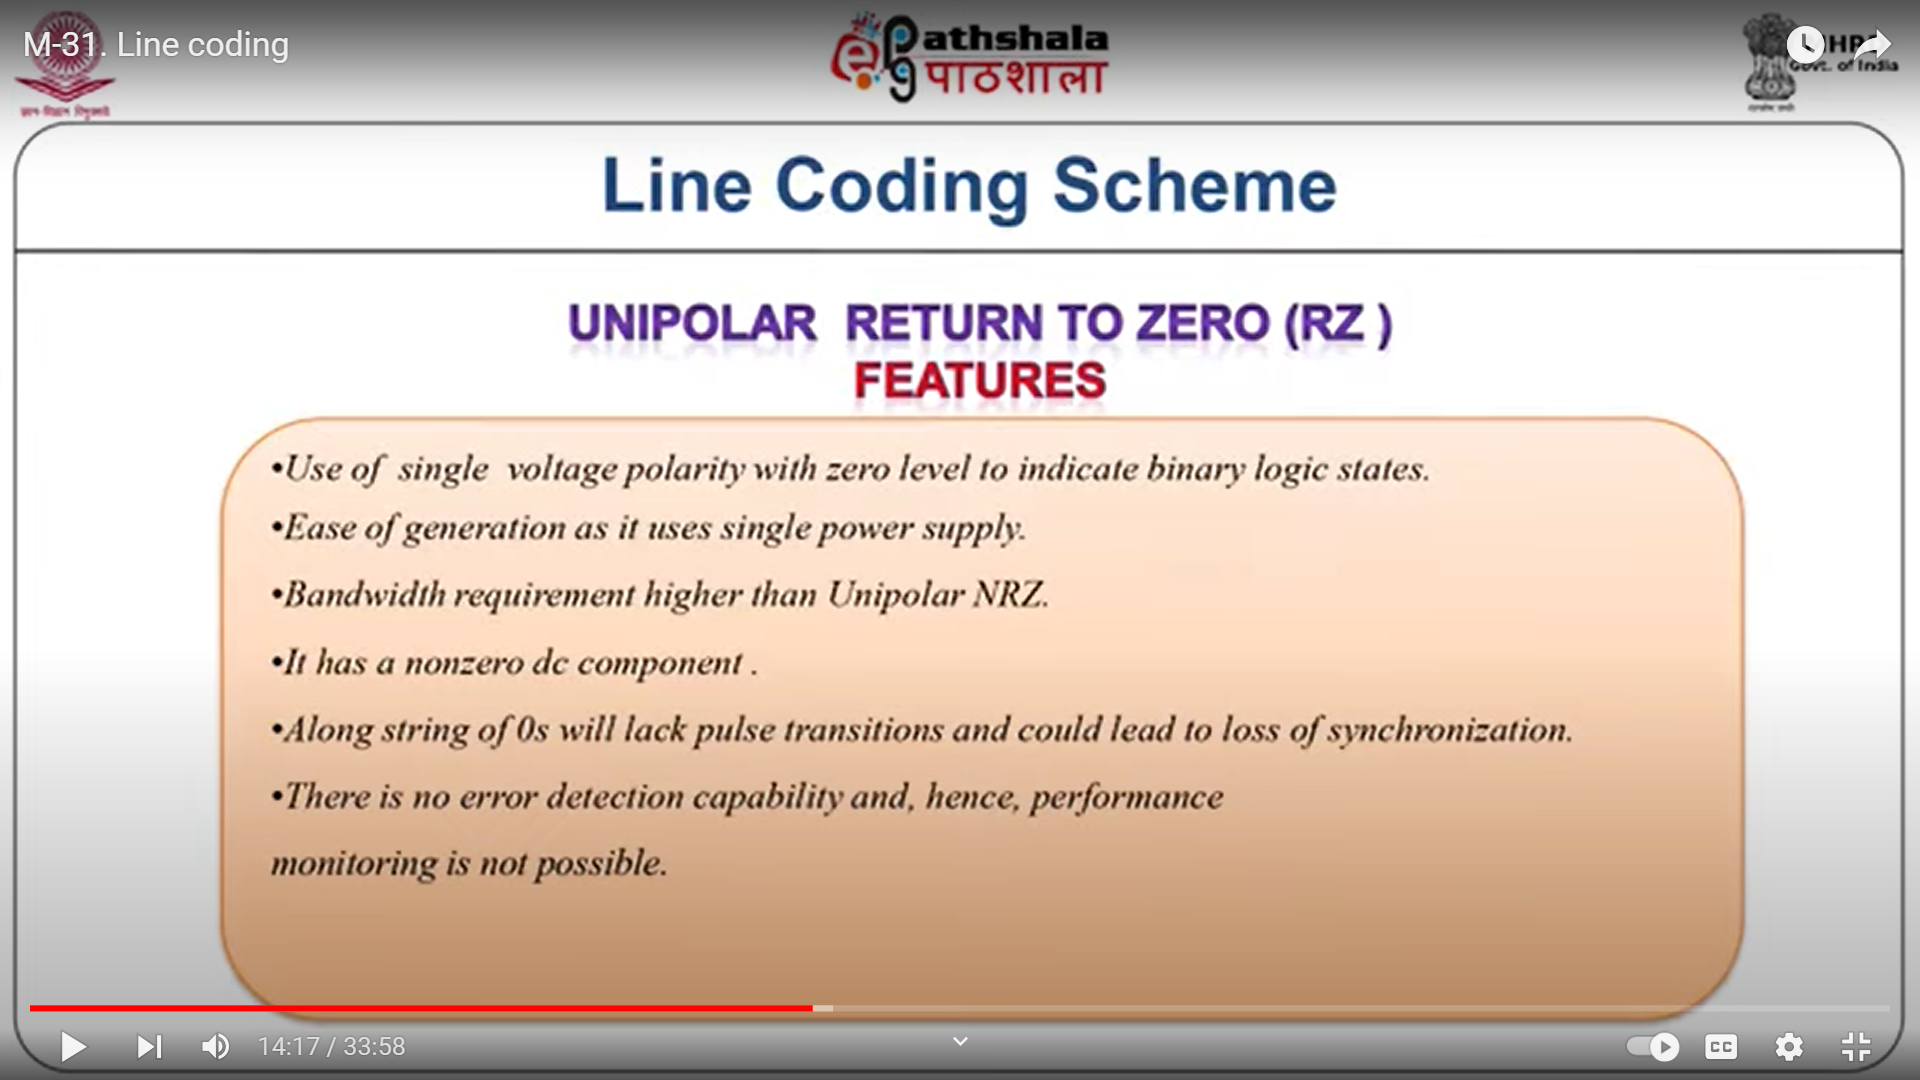 M-31. Line coding
ePathshala
पाठशाला
MHRD
Govt. of India
Line Coding Scheme
UNIPOLAR RETURN TO ZERO (RZ )
FEATURES
•Use of single voltage polarity with zero level to indicate binary logic states.
•Ease of generation as it uses single power supply.
•Bandwidth requirement higher than Unipolar NRZ.
•It has a nonzero dc component .
•Along string of 0s will lack pulse transitions and could lead to loss of synchronization.
•There is no error detection capability and, hence, performance
monitoring is not possible.
14:17 / 33:58
CC